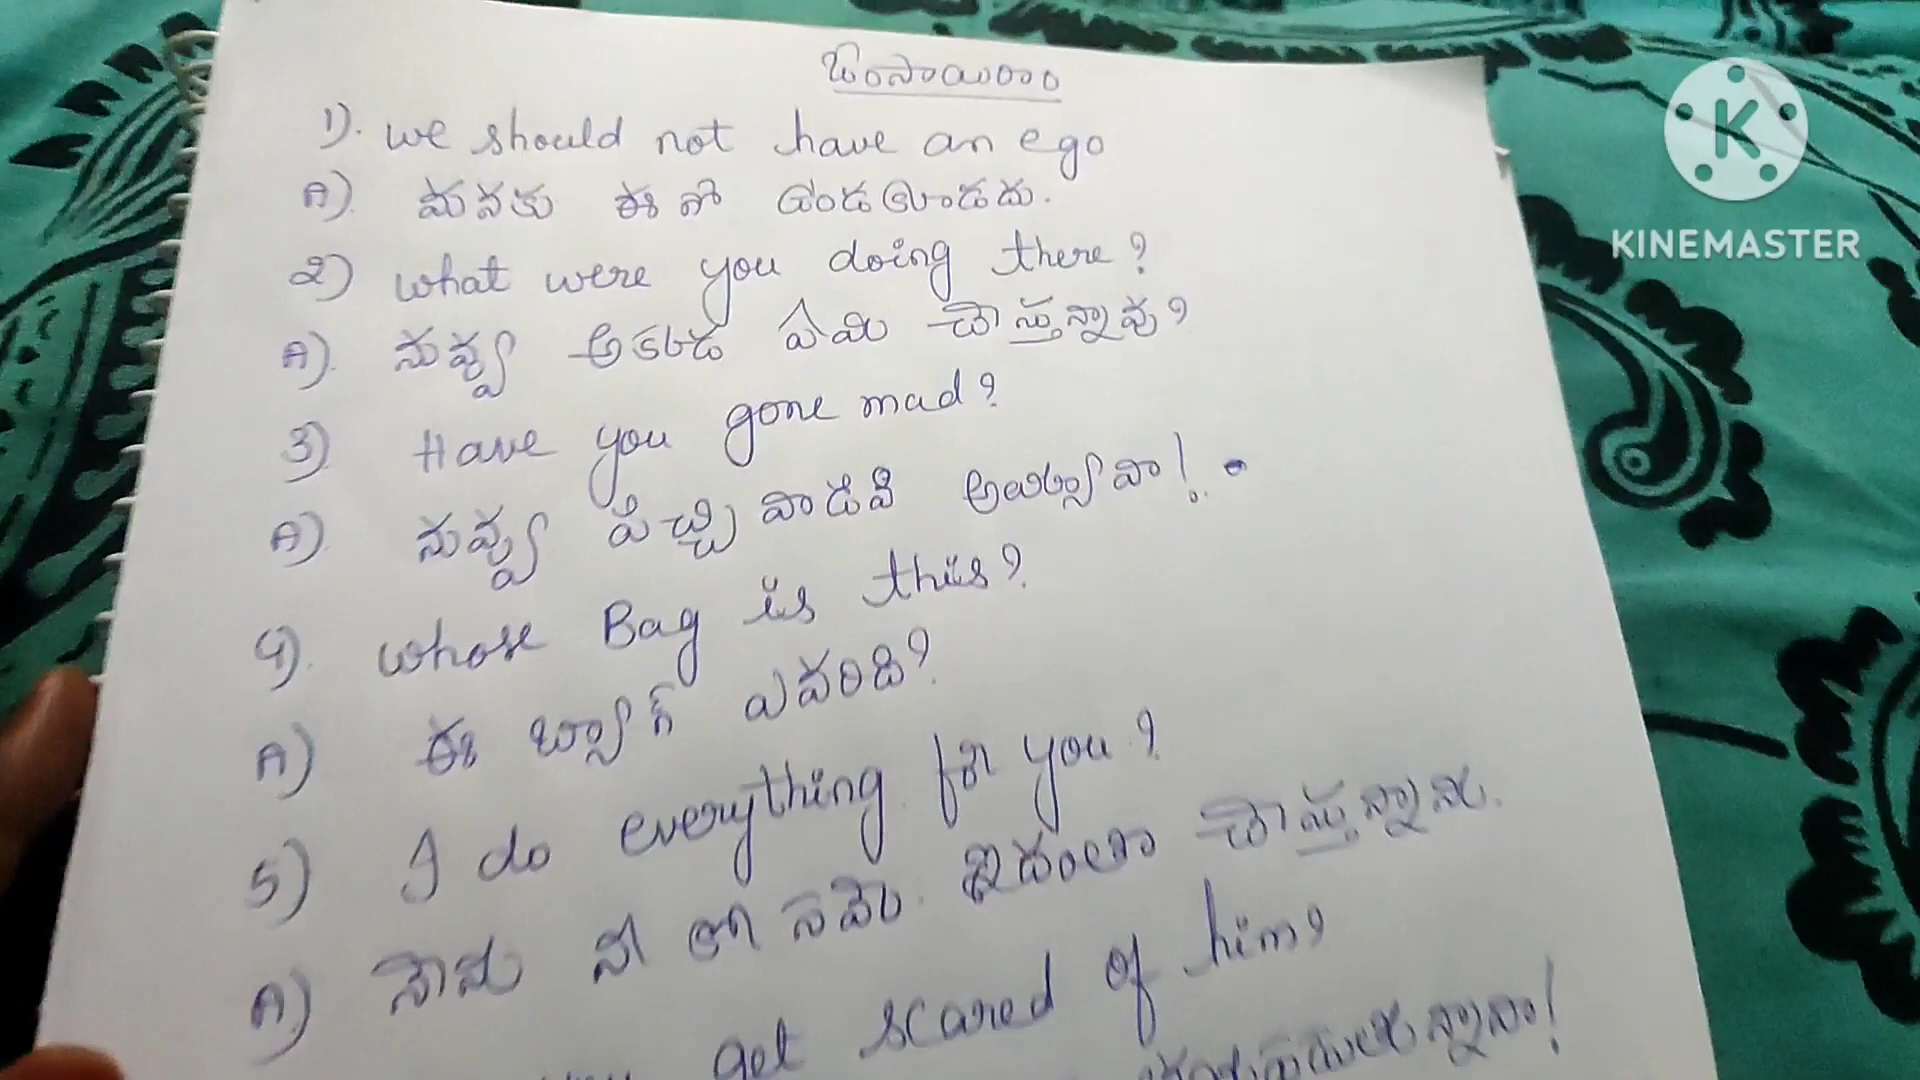 ఓంసాయిరాం
1). we should not have an ego
A). మనకు ఈగో ఉండకూడదు.
KINEMASTER
2) what were you doing there?
A). నువ్వు అక్కడ ఏమి చేస్తున్నావు?
3) Have you gone mad?
A) నువ్వు పిచ్చివాడివి అయ్యావా!
4). whose Bag is this?
A) ఈ బ్యాగ్ ఎవరిది?
5) I do everything for you?
A) నేను నీ కోసమే ఇదంతా చేస్తున్నాను.
you get scared of him?